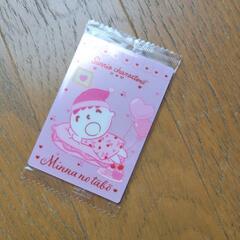 Sanrio characters
Minna no tabo